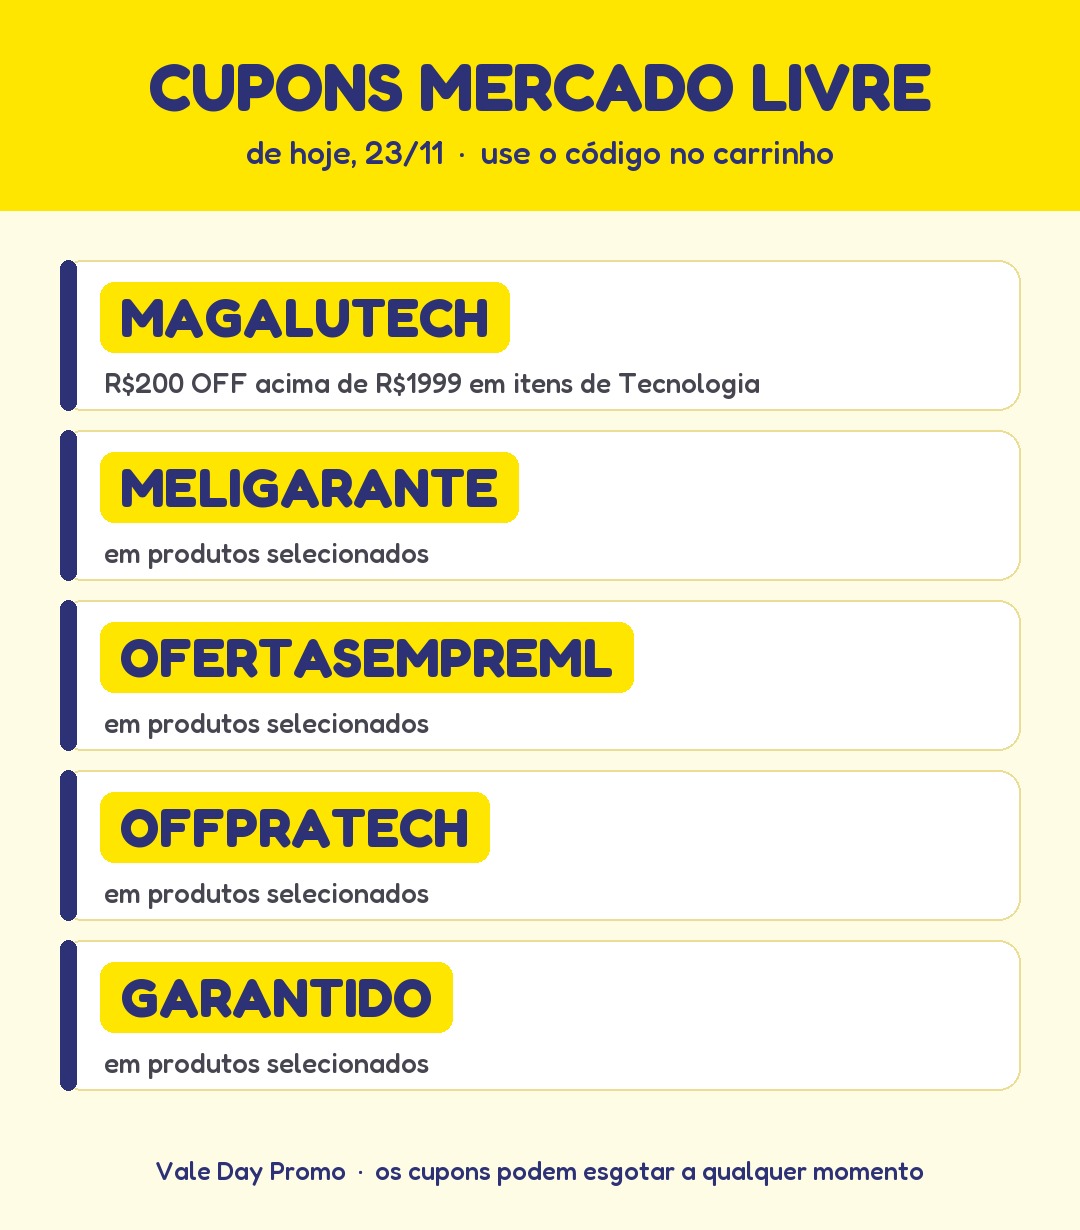 CUPONS MERCADO LIVRE
de hoje, 23/11 · use o código no carrinho
MAGALUTECH
R$200 OFF acima de R$1999 em itens de Tecnologia
MELIGARANTE
em produtos selecionados
OFERTASEMPREML
em produtos selecionados
OFFPRATECH
em produtos selecionados
GARANTIDO
em produtos selecionados
Vale Day Promo · os cupons podem esgotar a qualquer momento